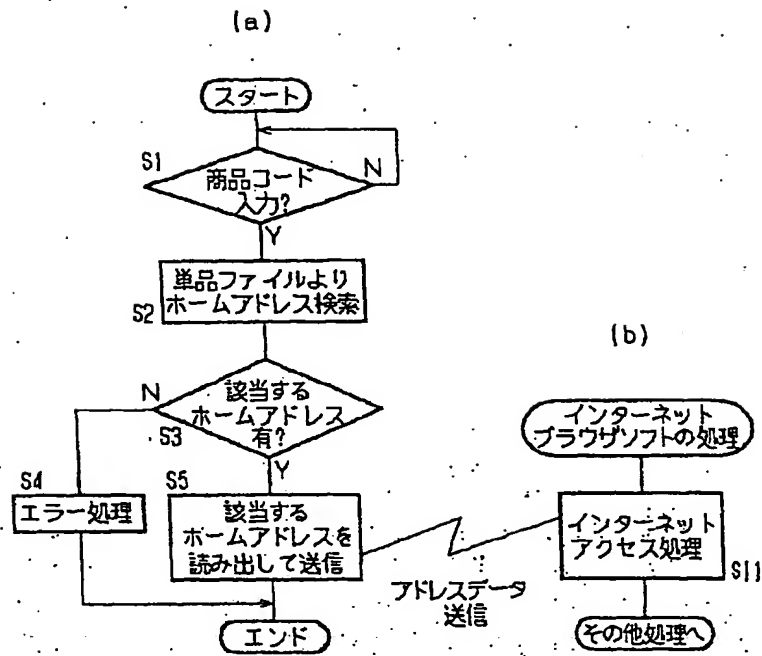 (a)
スタート
S1
商品コード
入力?
N
Y
単品ファイルより
ホームアドレス検索
S2
N
該当する
ホームアドレス
有?
S3
Y
S4
エラー処理
S5
該当する
ホームアドレスを
読み出して送信
エンド
アドレスデータ
送信
(b)
インターネット
ブラウザソフトの処理
インターネット
アクセス処理
S11
その他処理へ